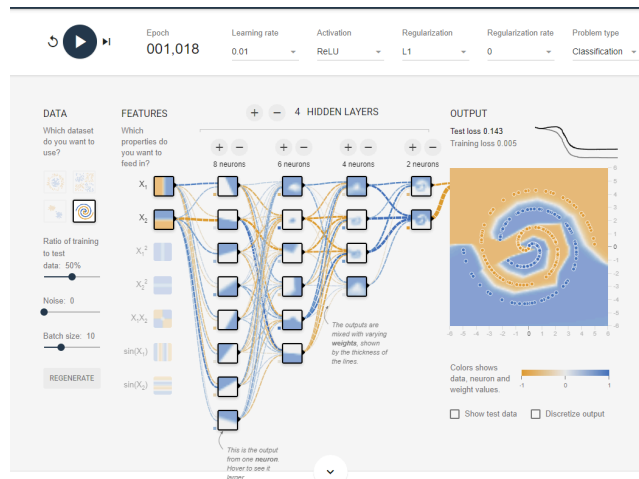 Epoch
001,018
Learning rate
0.01
Activation
ReLU
Regularization
L1
Regularization rate
0
Problem type
Classification
DATA
Which dataset
do you want to
use?
Ratio of training
to test
data: 50%
Noise: 0
Batch size: 10
REGENERATE
FEATURES
Which
properties do
you want to
feed in?
X1
X2
X1²
X2²
X1X2
sin(X1)
sin(X2)
+ − 4 HIDDEN LAYERS
+ −
8 neurons
+ −
6 neurons
+ −
4 neurons
+ −
2 neurons
The outputs are
mixed with varying
weights, shown
by the thickness of
the lines.
This is the output
from one neuron.
Hover to see it
larger.
OUTPUT
Test loss 0.143
Training loss 0.005
6
5
4
3
2
1
0
-1
-2
-3
-4
-5
-6
-6 -5 -4 -3 -2 -1 0 1 2 3 4 5 6
Colors shows
data, neuron and
weight values.
-1 0 1
Show test data
Discretize output